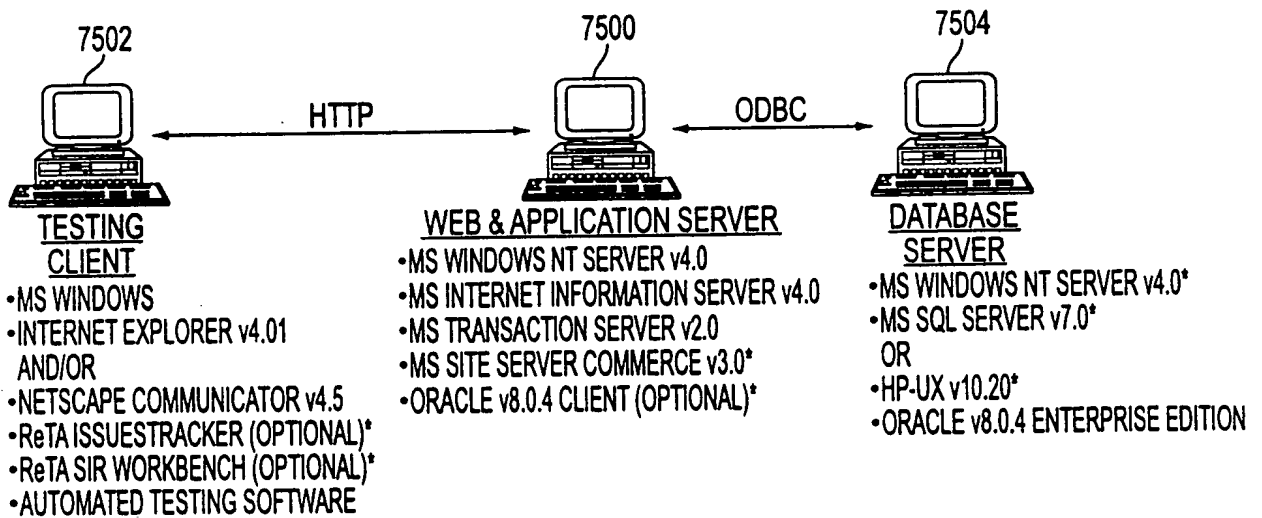 7502
7500
7504
HTTP
ODBC
TESTING
CLIENT
•MS WINDOWS
•INTERNET EXPLORER v4.01
AND/OR
•NETSCAPE COMMUNICATOR v4.5
•ReTA ISSUESTRACKER (OPTIONAL)*
•ReTA SIR WORKBENCH (OPTIONAL)*
•AUTOMATED TESTING SOFTWARE
WEB & APPLICATION SERVER
•MS WINDOWS NT SERVER v4.0
•MS INTERNET INFORMATION SERVER v4.0
•MS TRANSACTION SERVER v2.0
•MS SITE SERVER COMMERCE v3.0*
•ORACLE v8.0.4 CLIENT (OPTIONAL)*
DATABASE
SERVER
•MS WINDOWS NT SERVER v4.0*
•MS SQL SERVER v7.0*
OR
•HP-UX v10.20*
•ORACLE v8.0.4 ENTERPRISE EDITION